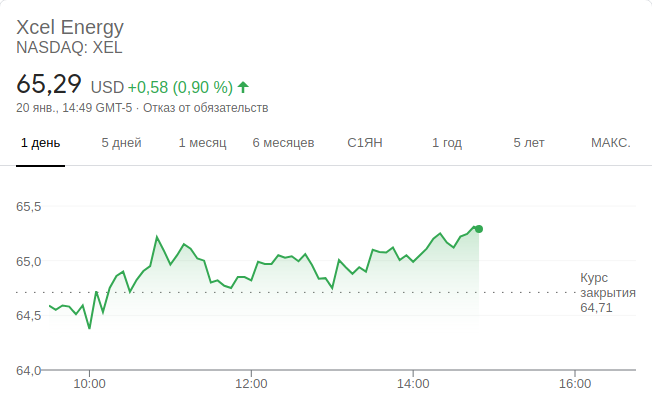 Xcel Energy
NASDAQ: XEL
65,29 USD +0,58 (0,90 %)
20 янв., 14:49 GMT-5 · Отказ от обязательств
1 день 5 дней 1 месяц 6 месяцев С1ЯН 1 год 5 лет МАКС.
65,5
65,0
Курс
закрытия
64,71
64,5
64,0
10:00 12:00 14:00 16:00